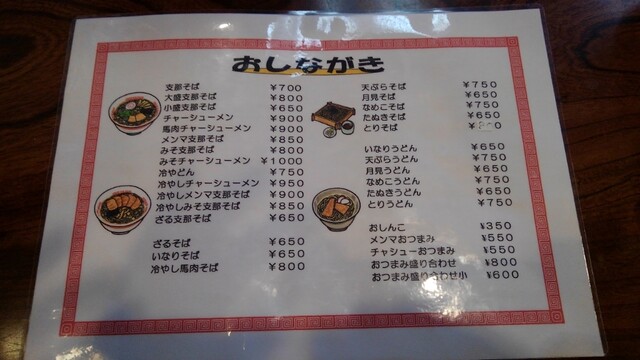 おしながき
支那そば ¥700
大盛支那そば ¥800
小盛支那そば ¥650
チャーシューメン ¥900
馬肉チャーシューメン ¥900
メンマ支那そば ¥850
みそ支那そば ¥800
みそチャーシューメン ¥1000
冷やどん ¥750
冷やしチャーシューメン ¥950
冷やしメンマ支那そば ¥900
冷やしみそ支那そば ¥850
ざる支那そば ¥650
ざるそば ¥650
いなりそば ¥650
冷やし馬肉そば ¥800
天ぷらそば ¥750
月見そば ¥650
なめこそば ¥750
たぬきそば ¥650
とりそば
いなりうどん ¥650
天ぷらうどん ¥750
月見うどん ¥650
なめこうどん ¥750
たぬきうどん ¥650
とりうどん ¥750
おしんこ ¥350
メンマおつまみ ¥550
チャシューおつまみ ¥550
おつまみ盛り合わせ ¥800
おつまみ盛り合わせ小 ¥600